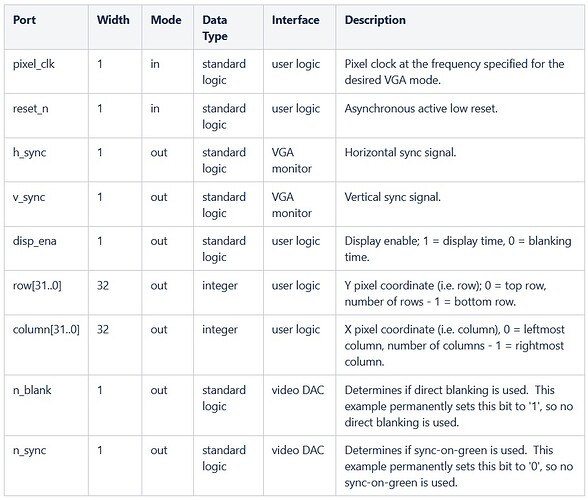 Port Width Mode Data Type Interface Description
pixel_clk 1 in standard logic user logic Pixel clock at the frequency specified for the
desired VGA mode.
reset_n 1 in standard logic user logic Asynchronous active low reset.
h_sync 1 out standard logic VGA monitor Horizontal sync signal.
v_sync 1 out standard logic VGA monitor Vertical sync signal.
disp_ena 1 out standard logic user logic Display enable; 1 = display time, 0 = blanking
time.
row[31..0] 32 out integer user logic Y pixel coordinate (i.e. row); 0 = top row,
number of rows - 1 = bottom row.
column[31..0] 32 out integer user logic X pixel coordinate (i.e. column), 0 = leftmost
column, number of columns - 1 = rightmost
column.
n_blank 1 out standard logic video DAC Determines if direct blanking is used. This
example permanently sets this bit to '1', so no
direct blanking is used.
n_sync 1 out standard logic video DAC Determines if sync-on-green is used. This
example permanently sets this bit to '0', so no
sync-on-green is used.